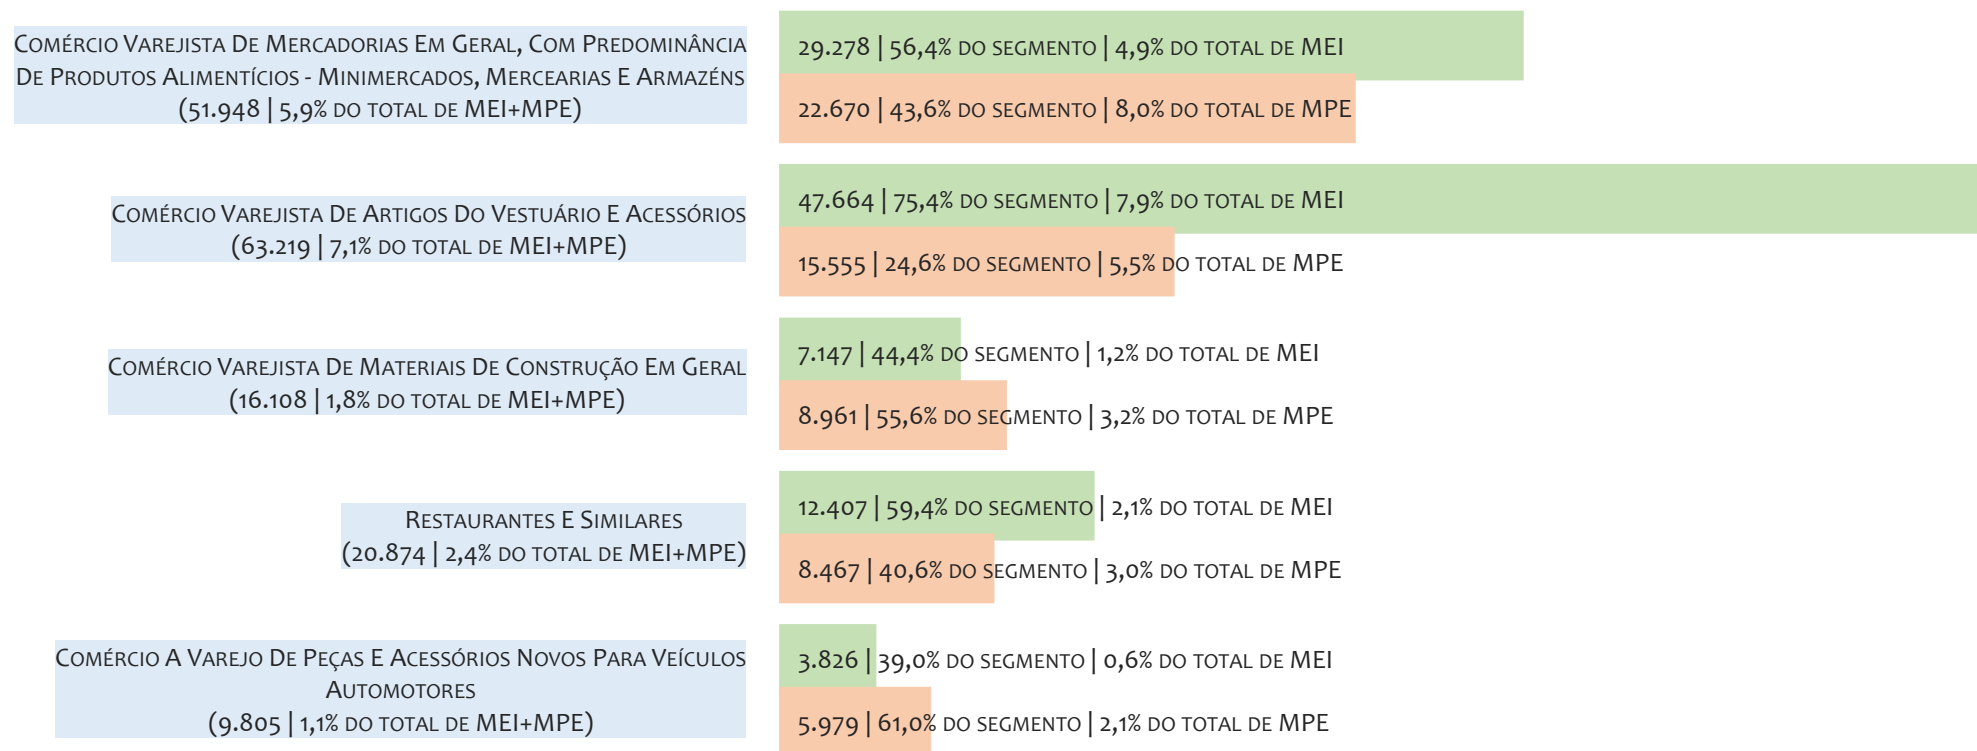 Comércio Varejista De Mercadorias Em Geral, Com Predominância
De Produtos Alimentícios - Minimercados, Mercearias E Armazéns
(51.948 | 5,9% do total de MEI+MPE)
29.278 | 56,4% do segmento | 4,9% do total de MEI
22.670 | 43,6% do segmento | 8,0% do total de MPE
Comércio Varejista De Artigos Do Vestuário E Acessórios
(63.219 | 7,1% do total de MEI+MPE)
47.664 | 75,4% do segmento | 7,9% do total de MEI
15.555 | 24,6% do segmento | 5,5% do total de MPE
Comércio Varejista De Materiais De Construção Em Geral
(16.108 | 1,8% do total de MEI+MPE)
7.147 | 44,4% do segmento | 1,2% do total de MEI
8.961 | 55,6% do segmento | 3,2% do total de MPE
Restaurantes E Similares
(20.874 | 2,4% do total de MEI+MPE)
12.407 | 59,4% do segmento | 2,1% do total de MEI
8.467 | 40,6% do segmento | 3,0% do total de MPE
Comércio A Varejo De Peças E Acessórios Novos Para Veículos
Automotores
(9.805 | 1,1% do total de MEI+MPE)
3.826 | 39,0% do segmento | 0,6% do total de MEI
5.979 | 61,0% do segmento | 2,1% do total de MPE